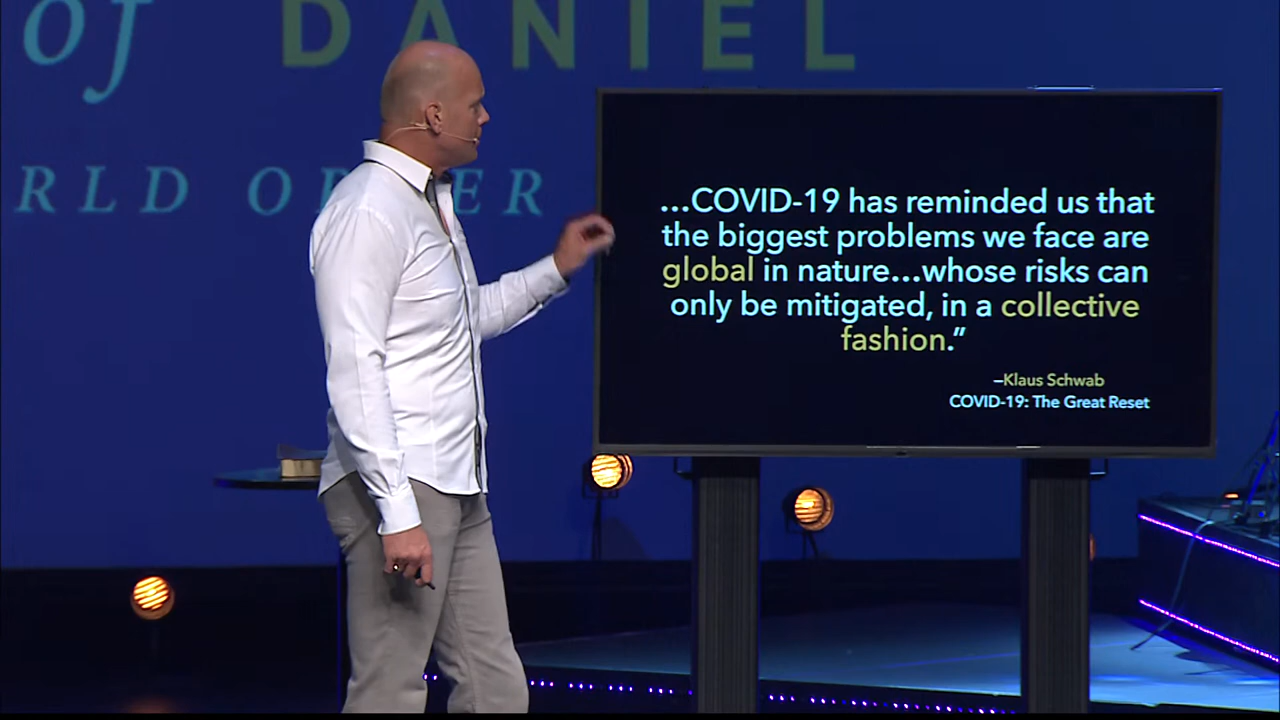 of DANIEL
RLD OR ER
...COVID-19 has reminded us that
the biggest problems we face are
global in nature...whose risks can
only be mitigated, in a collective
fashion.”
–Klaus Schwab
COVID-19: The Great Reset